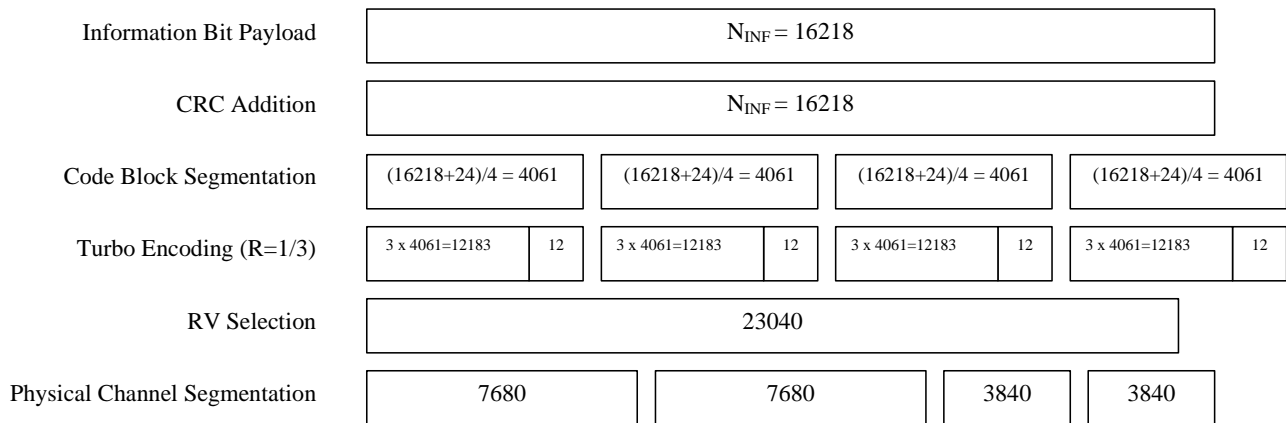 Information Bit Payload
N_INF = 16218
CRC Addition
N_INF = 16218
Code Block Segmentation
(16218+24)/4 = 4061 (16218+24)/4 = 4061 (16218+24)/4 = 4061 (16218+24)/4 = 4061
Turbo Encoding (R=1/3)
3 x 4061=12183 12 3 x 4061=12183 12 3 x 4061=12183 12 3 x 4061=12183 12
RV Selection
23040
Physical Channel Segmentation
7680 7680 3840 3840